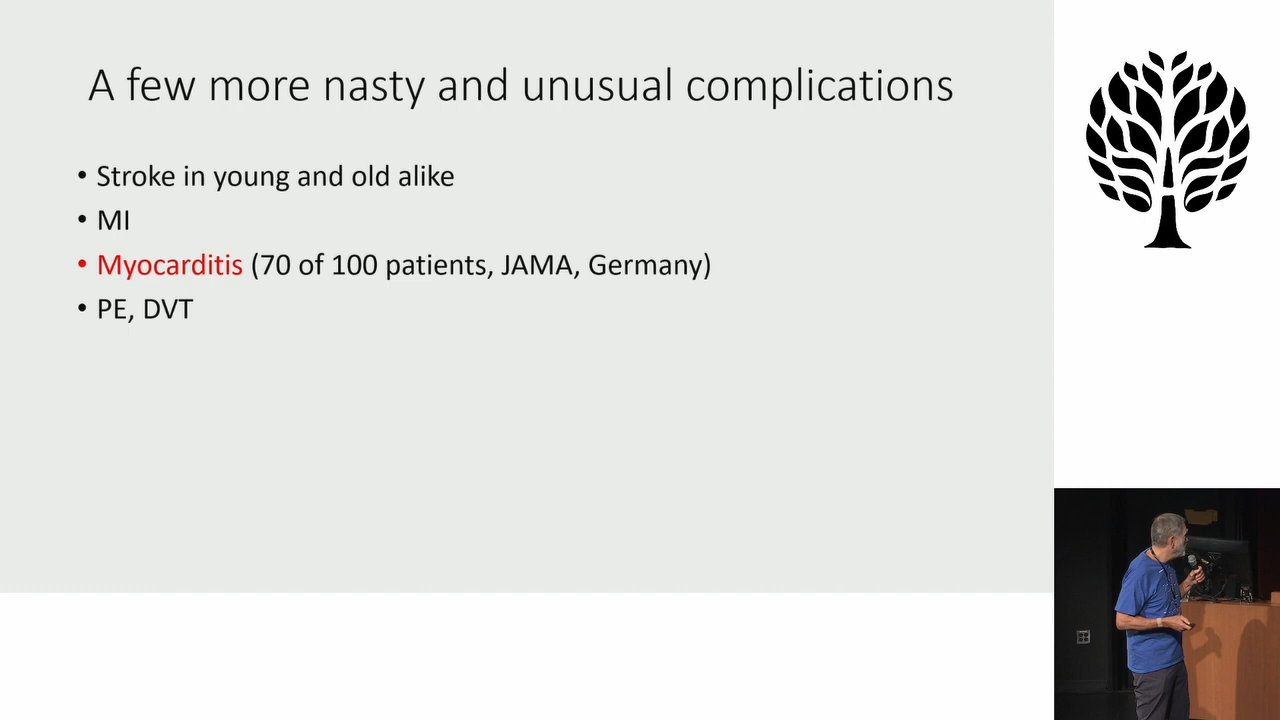 A few more nasty and unusual complications
• Stroke in young and old alike
• MI
• Myocarditis (70 of 100 patients, JAMA, Germany)
• PE, DVT